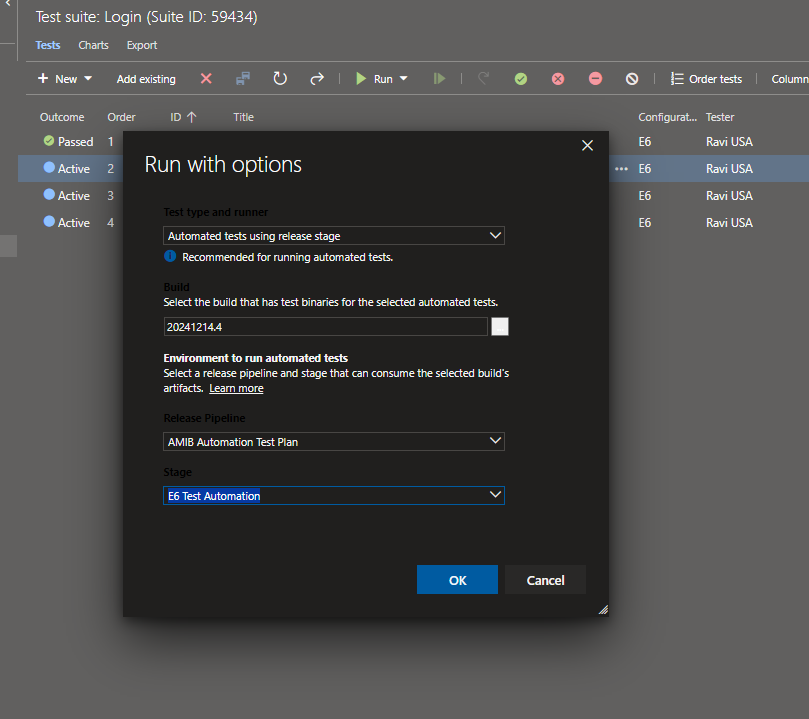 Test suite: Login (Suite ID: 59434)
Tests Charts Export
New Add existing Run Order tests Column
Outcome Order ID Title Configurat... Tester
Passed 1 E6 Ravi USA
Active 2 E6 Ravi USA
Active 3 E6 Ravi USA
Active 4 E6 Ravi USA
Run with options
Test type and runner
Automated tests using release stage
Recommended for running automated tests.
Build
Select the build that has test binaries for the selected automated tests.
20241214.4
...
Environment to run automated tests
Select a release pipeline and stage that can consume the selected build's
artifacts. Learn more
Release Pipeline
AMIB Automation Test Plan
Stage
E6 Test Automation
OK Cancel